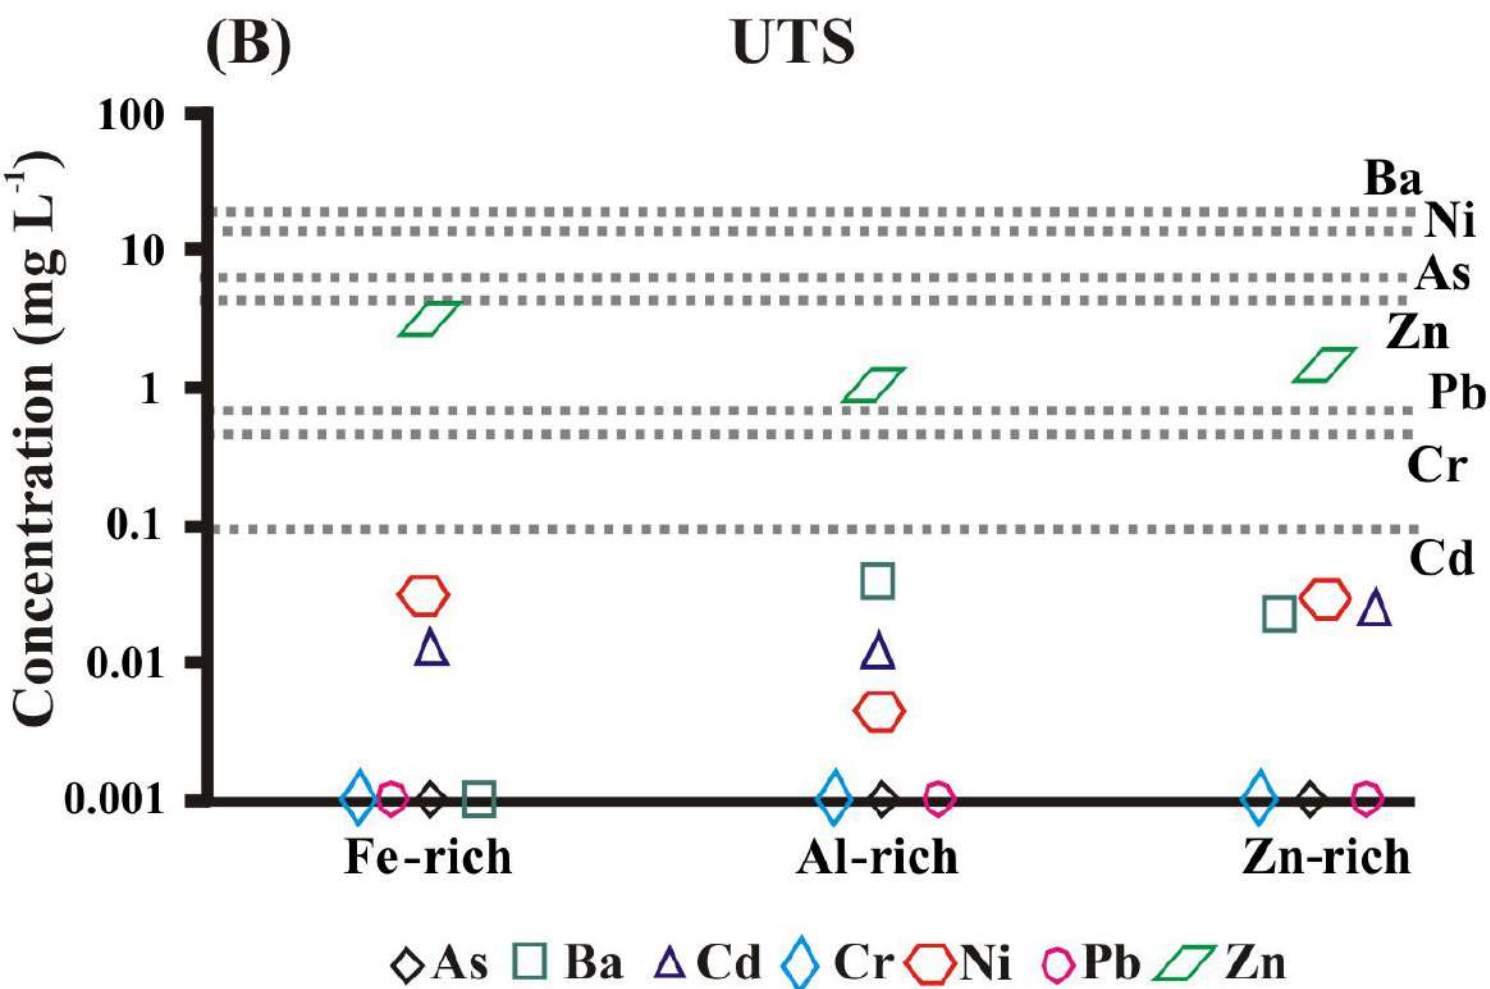 (B) UTS
Concentration (mg L⁻¹)
100
10
1
0.1
0.01
0.001
Ba
Ni
As
Zn
Pb
Cr
Cd
Fe-rich Al-rich Zn-rich
As Ba Cd Cr Ni Pb Zn